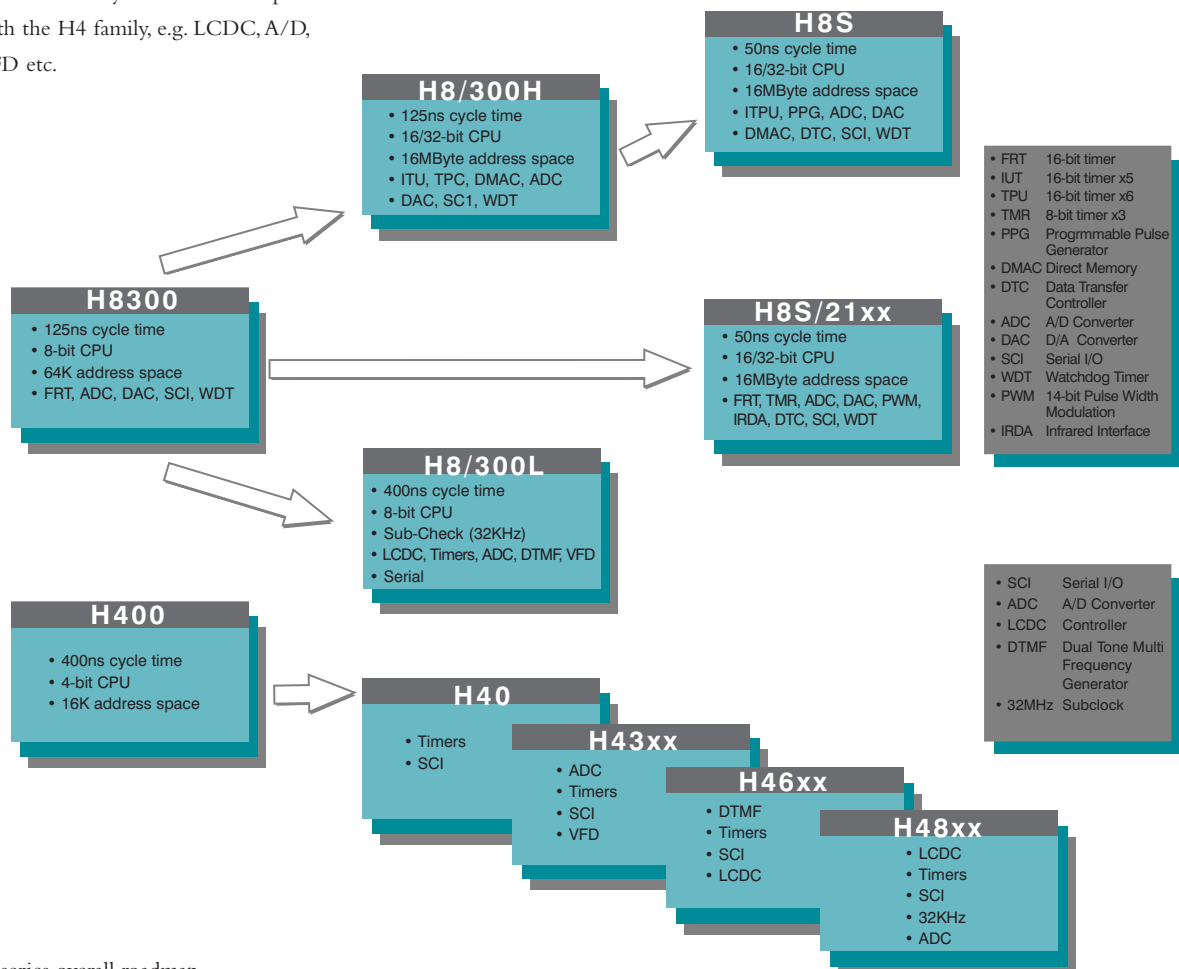 th the H4 family, e.g. LCDC, A/D,
D etc.
H8S
• 50ns cycle time
• 16/32-bit CPU
• 16MByte address space
• ITPU, PPG, ADC, DAC
• DMAC, DTC, SCI, WDT
H8/300H
• 125ns cycle time
• 16/32-bit CPU
• 16MByte address space
• ITU, TPC, DMAC, ADC
• DAC, SC1, WDT
• FRT 16-bit timer
• IUT 16-bit timer x5
• TPU 16-bit timer x6
• TMR 8-bit timer x3
• PPG Progrmmable Pulse
Generator
• DMAC Direct Memory
• DTC Data Transfer
Controller
• ADC A/D Converter
• DAC D/A Converter
• SCI Serial I/O
• WDT Watchdog Timer
• PWM 14-bit Pulse Width
Modulation
• IRDA Infrared Interface
H8300
• 125ns cycle time
• 8-bit CPU
• 64K address space
• FRT, ADC, DAC, SCI, WDT
H8S/21xx
• 50ns cycle time
• 16/32-bit CPU
• 16MByte address space
• FRT, TMR, ADC, DAC, PWM,
IRDA, DTC, SCI, WDT
H8/300L
• 400ns cycle time
• 8-bit CPU
• Sub-Check (32KHz)
• LCDC, Timers, ADC, DTMF, VFD
• Serial
• SCI Serial I/O
• ADC A/D Converter
• LCDC Controller
• DTMF Dual Tone Multi
Frequency
Generator
• 32MHz Subclock
H400
• 400ns cycle time
• 4-bit CPU
• 16K address space
H40
• Timers
• SCI
H43xx
• ADC
• Timers
• SCI
• VFD
H46xx
• DTMF
• Timers
• SCI
• LCDC
H48xx
• LCDC
• Timers
• SCI
• 32KHz
• ADC